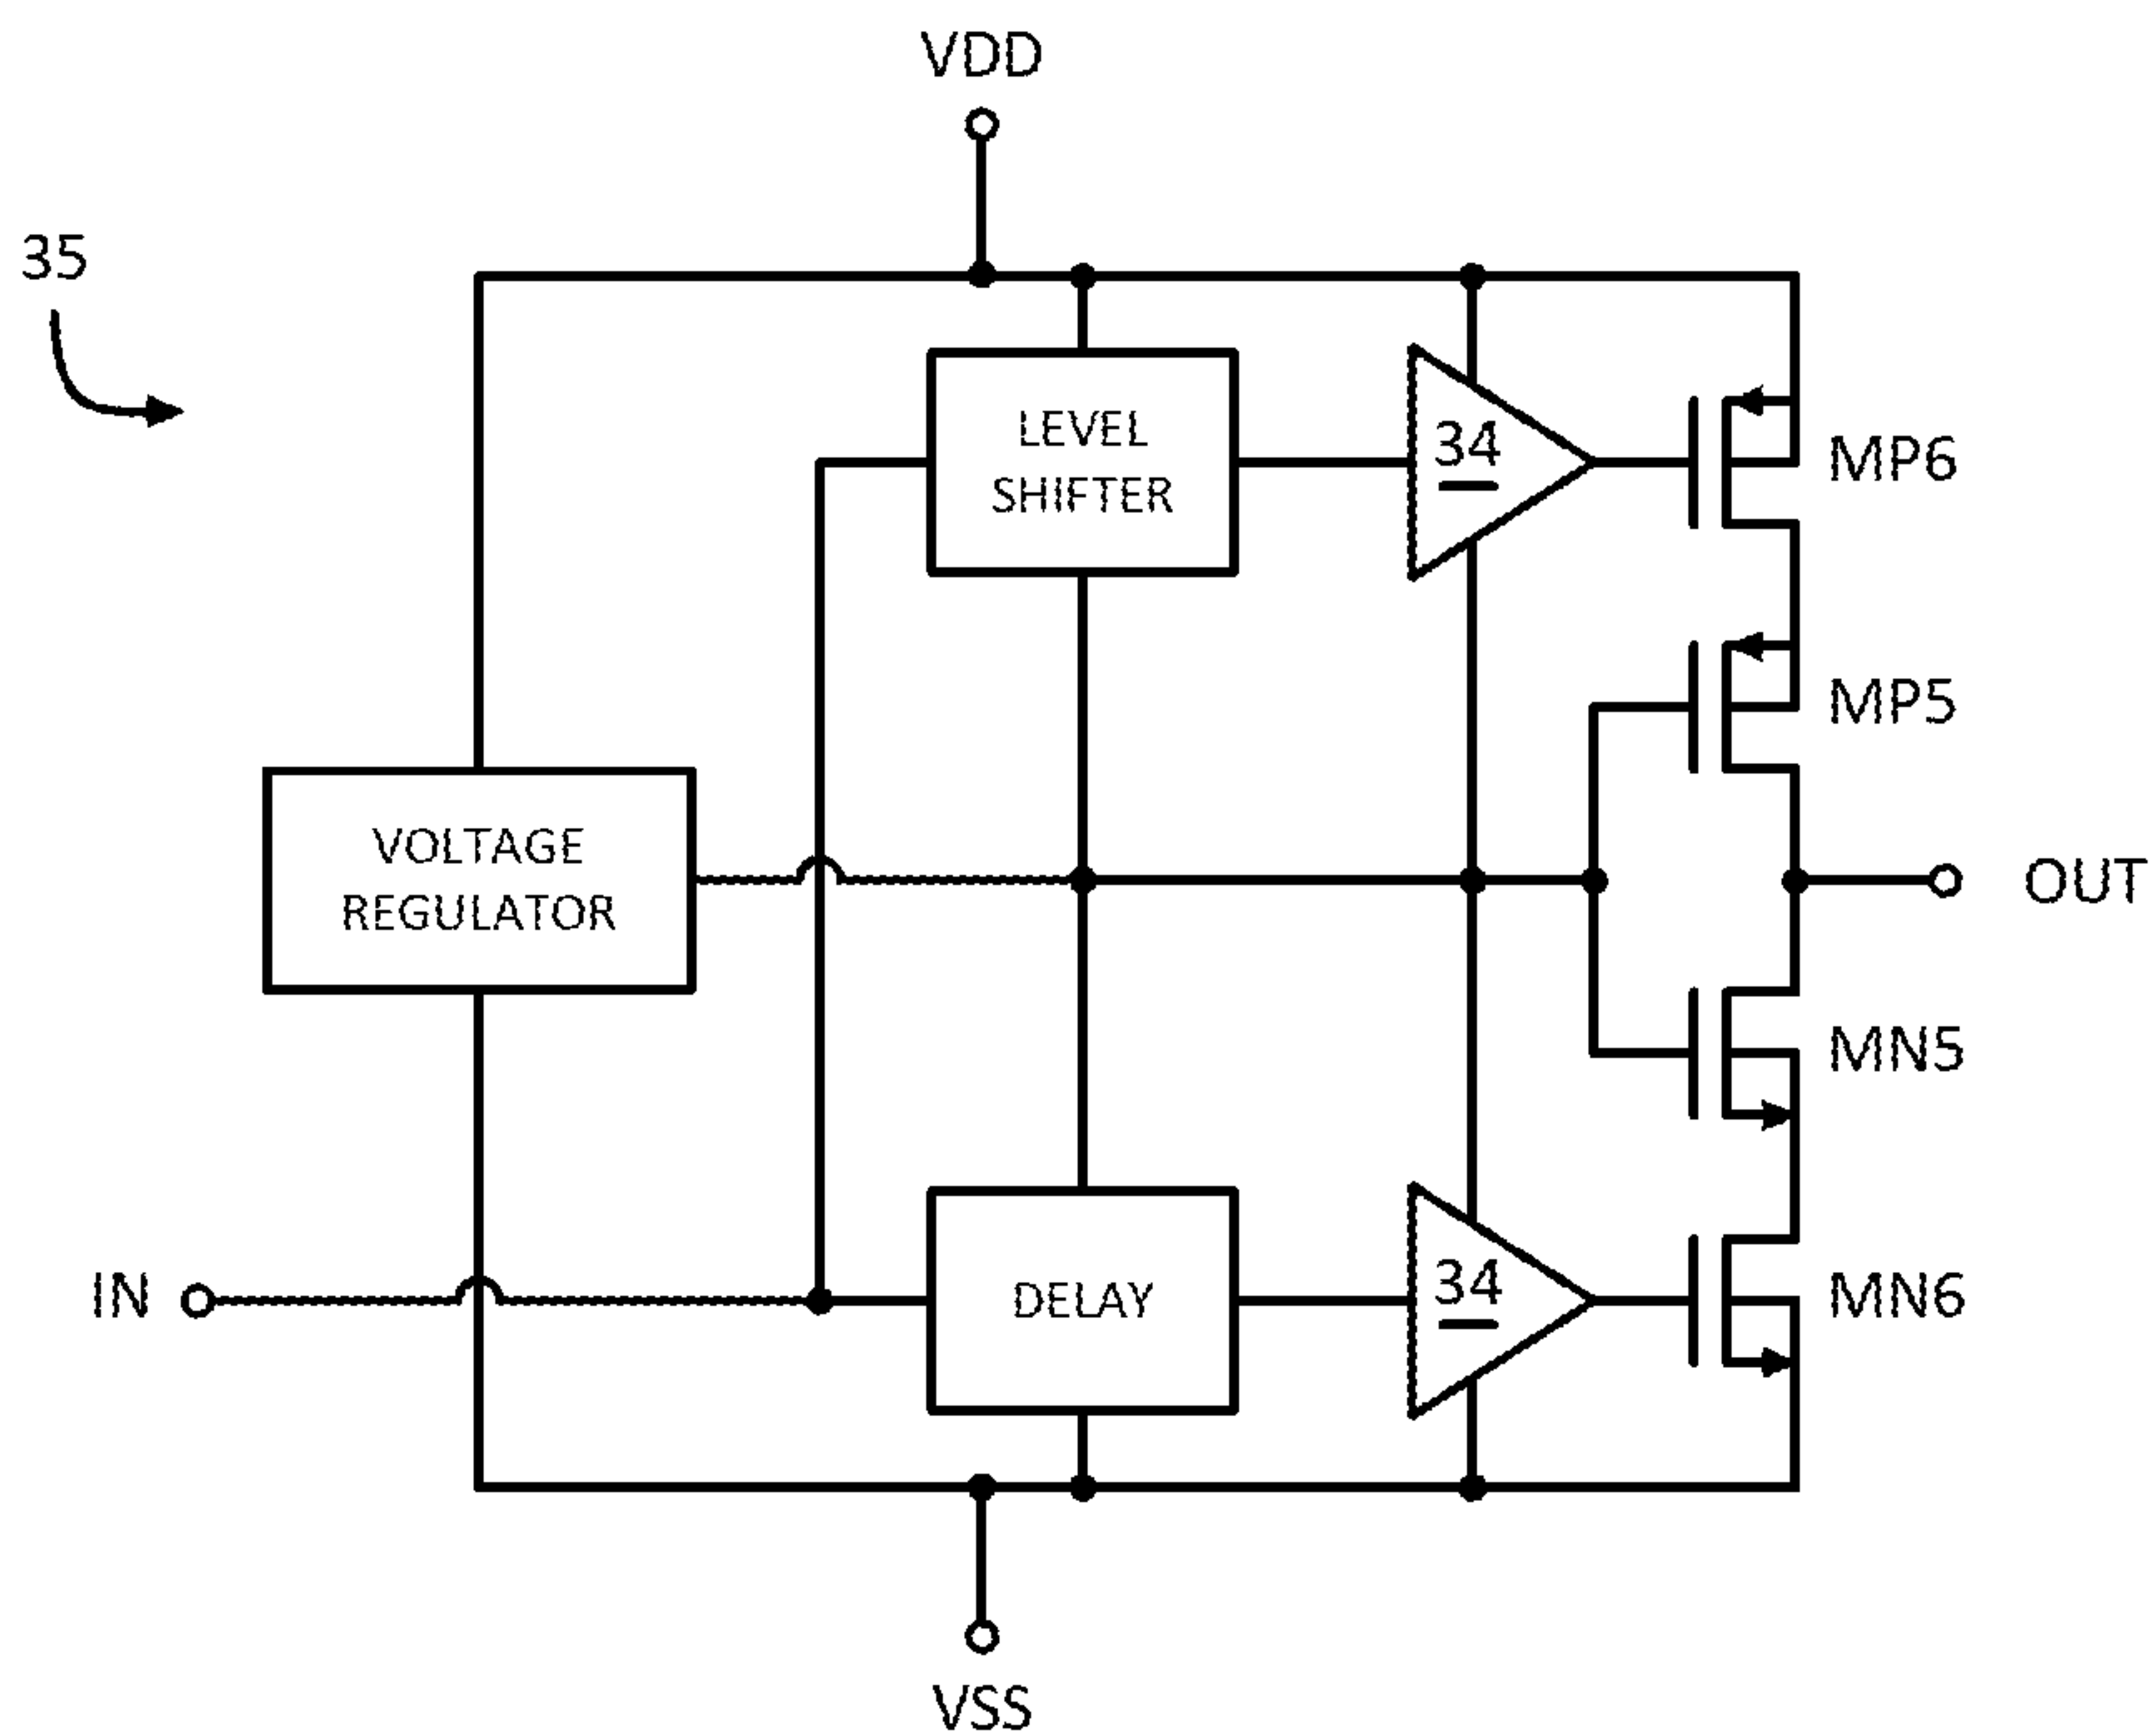 VDD
35
LEVEL
SHIFTER
34
MP6
MP5
VOLTAGE
REGULATOR
OUT
MN5
IN
DELAY
34
MN6
VSS